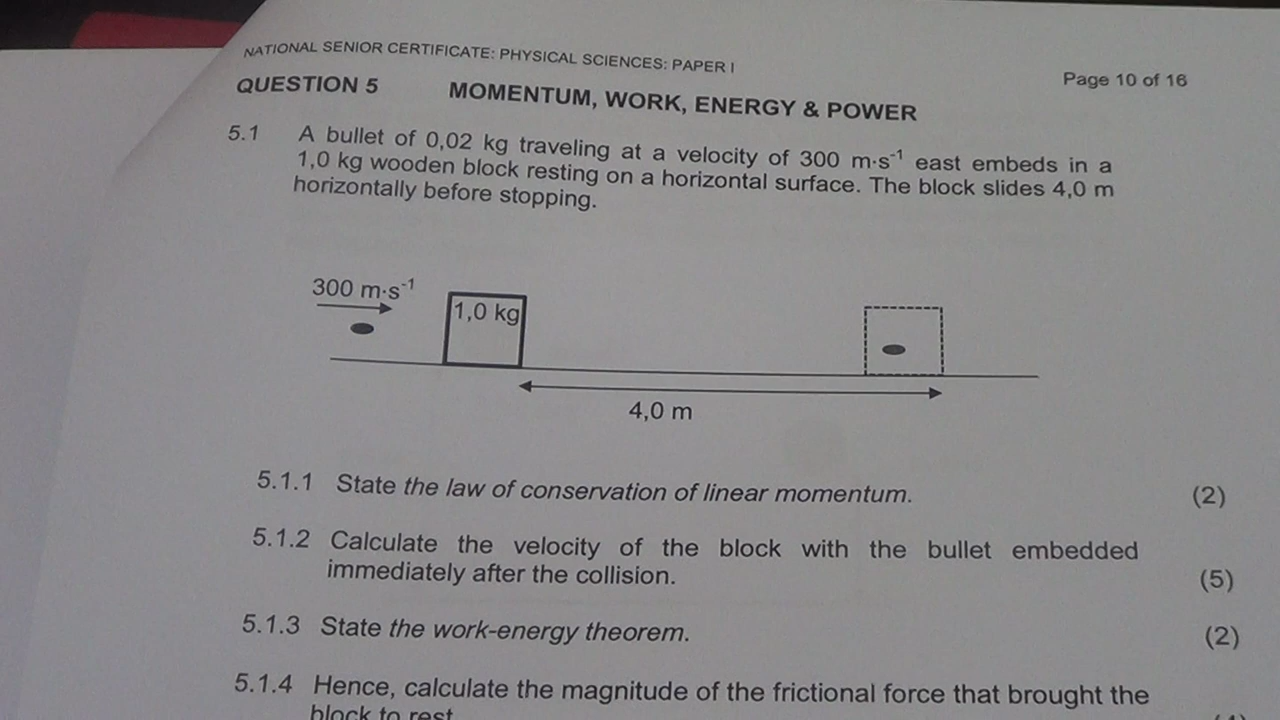 NATIONAL SENIOR CERTIFICATE: PHYSICAL SCIENCES: PAPER I
Page 10 of 16
QUESTION 5 MOMENTUM, WORK, ENERGY & POWER
5.1 A bullet of 0,02 kg traveling at a velocity of 300 m·s⁻¹ east embeds in a
1,0 kg wooden block resting on a horizontal surface. The block slides 4,0 m
horizontally before stopping.
300 m·s⁻¹
1,0 kg
4,0 m
5.1.1 State the law of conservation of linear momentum. (2)
5.1.2 Calculate the velocity of the block with the bullet embedded
immediately after the collision. (5)
5.1.3 State the work-energy theorem. (2)
5.1.4 Hence, calculate the magnitude of the frictional force that brought the
block to rest